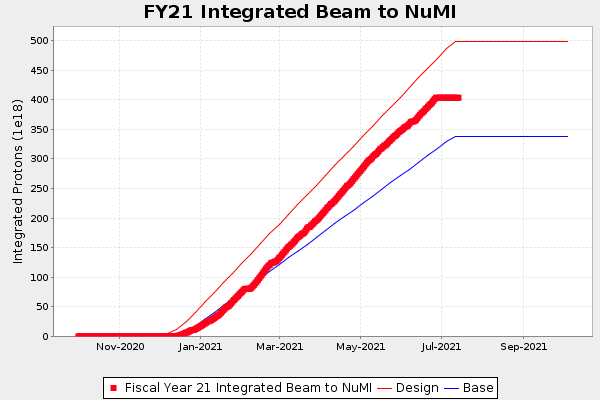 FY21 Integrated Beam to NuMI
Integrated Protons (1e18)
500
450
400
350
300
250
200
150
100
50
0
Nov-2020 Jan-2021 Mar-2021 May-2021 Jul-2021 Sep-2021
Fiscal Year 21 Integrated Beam to NuMI Design Base